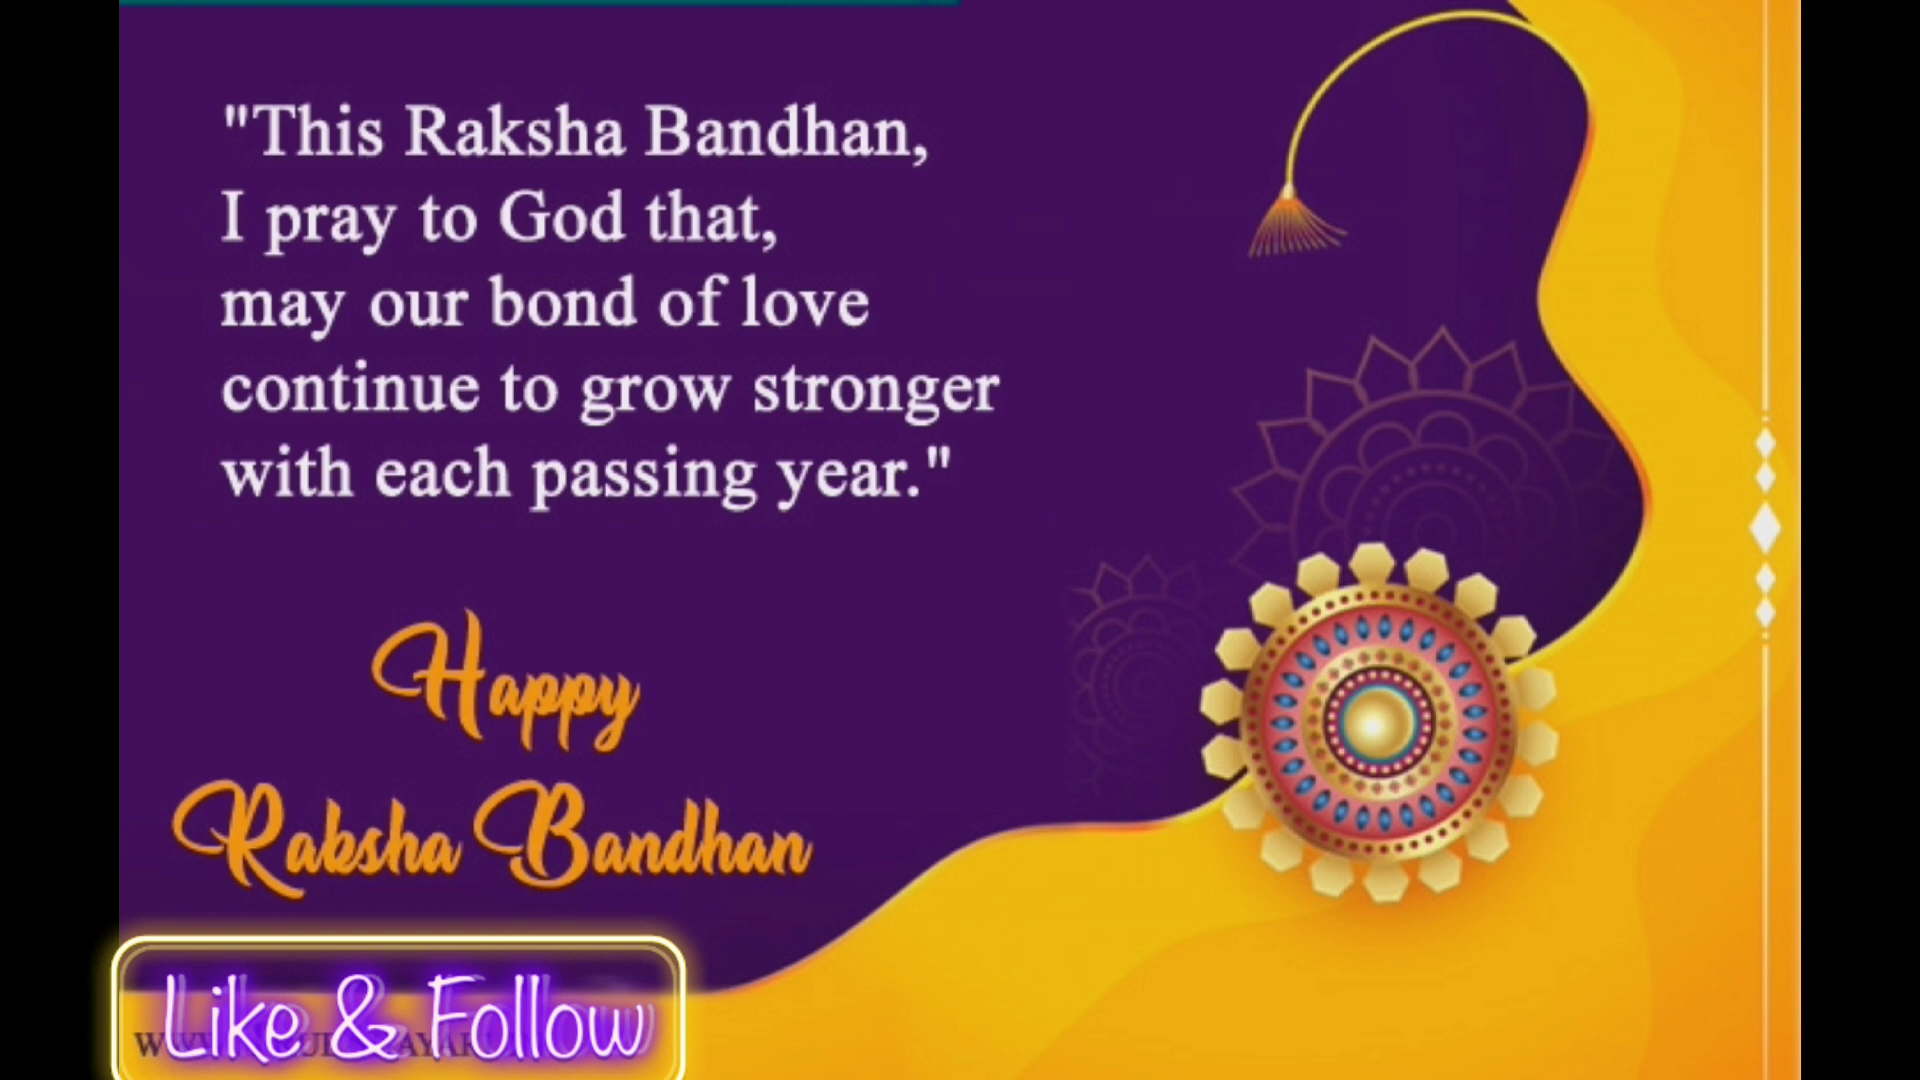 "This Raksha Bandhan,
I pray to God that,
may our bond of love
continue to grow stronger
with each passing year."
Happy
Raksha Bandhan
Like & Follow